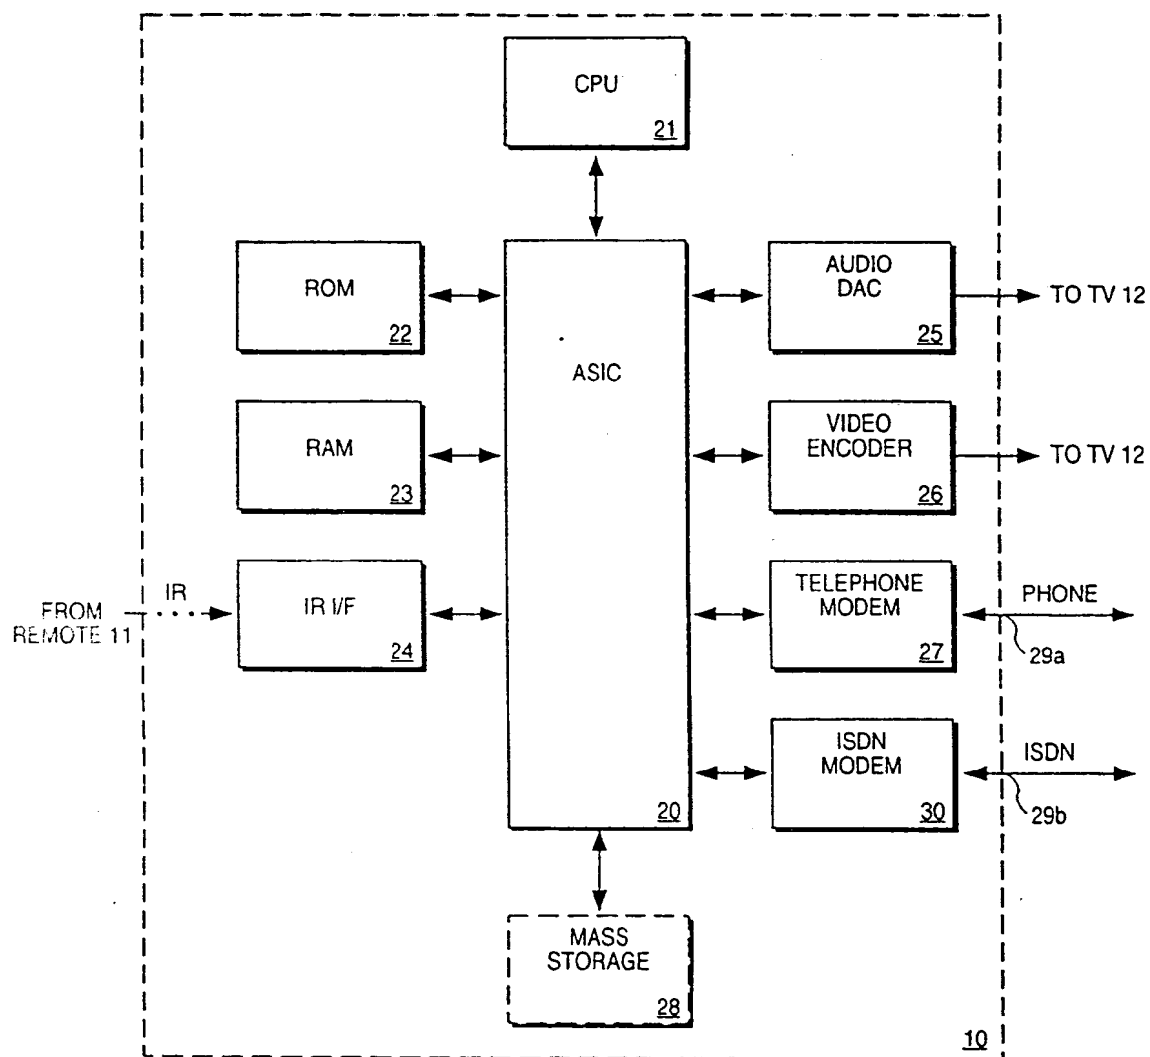 CPU
21
ROM
22
ASIC
20
AUDIO
DAC
25
TO TV 12
RAM
23
VIDEO
ENCODER
26
TO TV 12
FROM
REMOTE 11
IR
IR I/F
24
TELEPHONE
MODEM
27
PHONE
29a
ISDN
MODEM
30
ISDN
29b
MASS
STORAGE
28
10